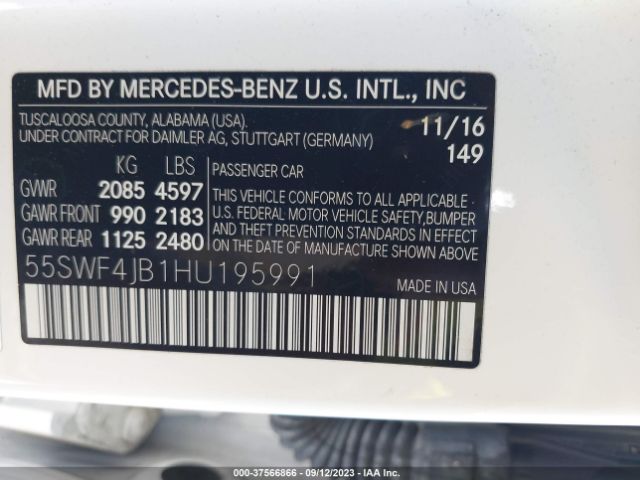 MFD BY MERCEDES-BENZ U.S. INTL., INC
TUSCALOOSA COUNTY, ALABAMA (USA).
UNDER CONTRACT FOR DAIMLER AG, STUTTGART (GERMANY)
11/16
149
KG LBS
GVWR 2085 4597
GAWR FRONT 990 2183
GAWR REAR 1125 2480
PASSENGER CAR
THIS VEHICLE CONFORMS TO ALL APPLICABLE
U.S. FEDERAL MOTOR VEHICLE SAFETY, BUMPER
AND THEFT PREVENTION STANDARDS IN EFFECT
ON THE DATE OF MANUFACTURE SHOWN ABOVE
55SWF4JB1HU195991
MADE IN USA
000-37566866 - 09/12/2023 - IAA Inc.